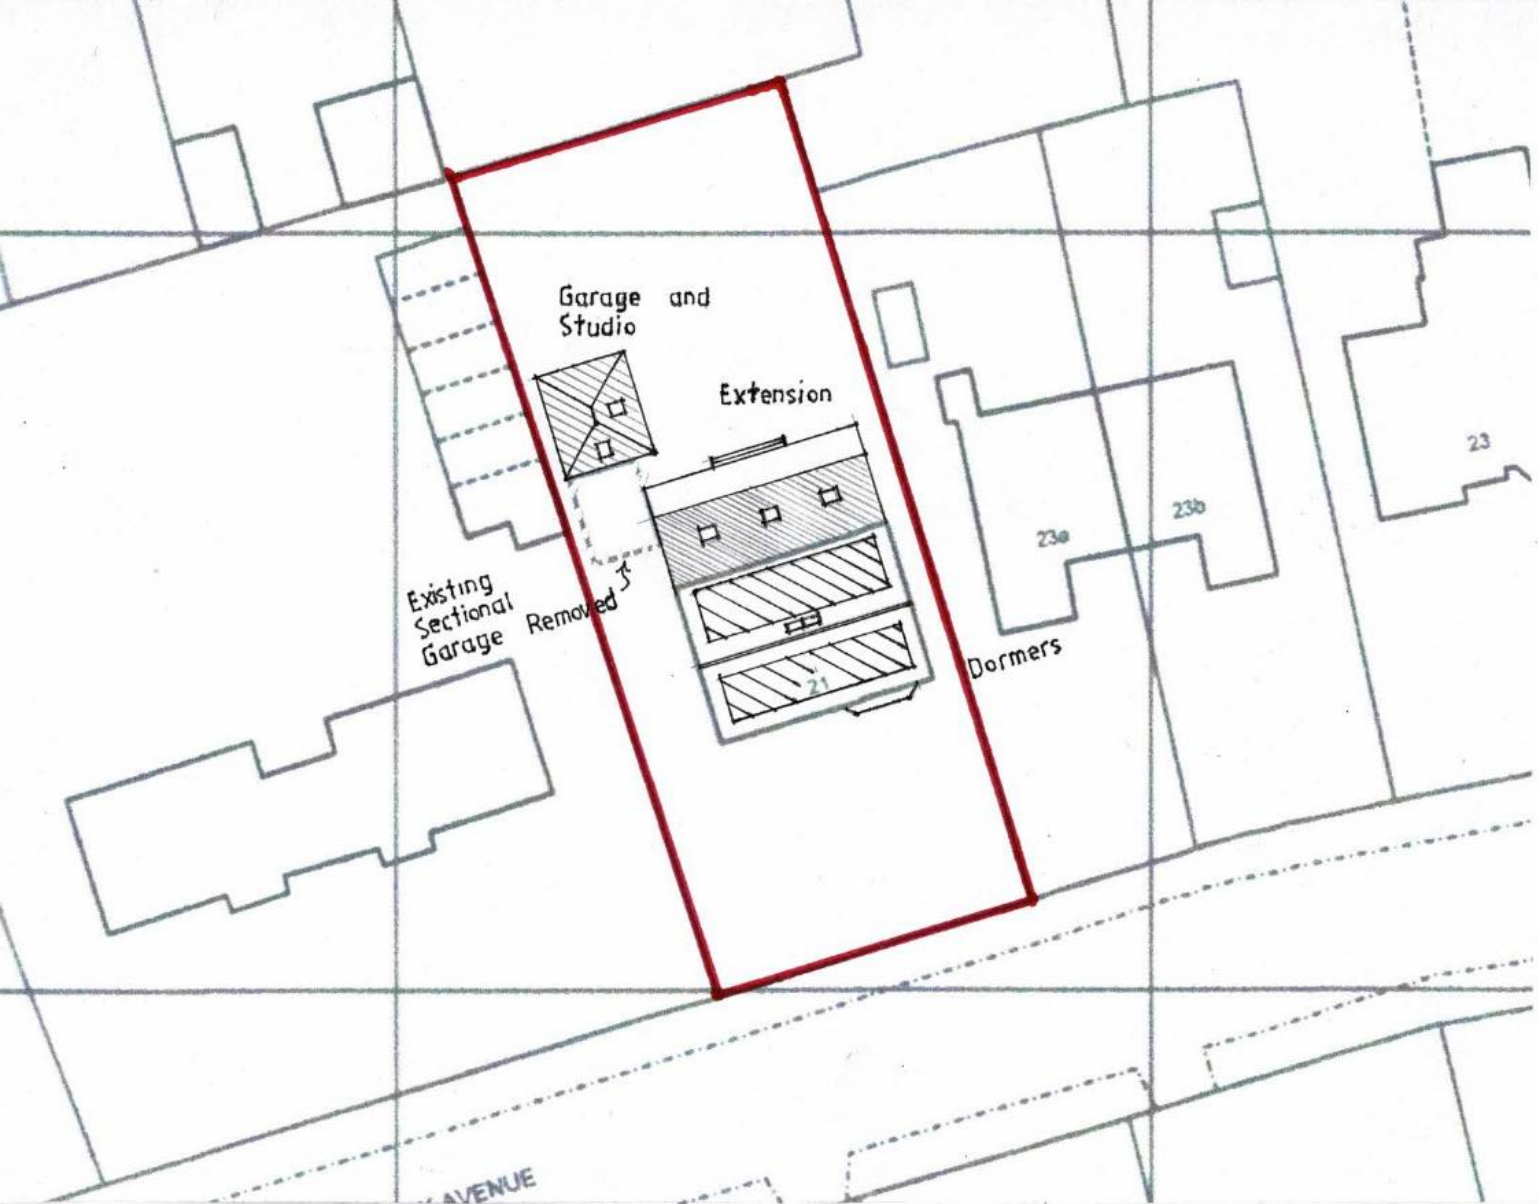 Garage and
Studio
Extension
23
23b
23a
Existing
Sectional
Garage Removed
Dormers
21
AVENUE